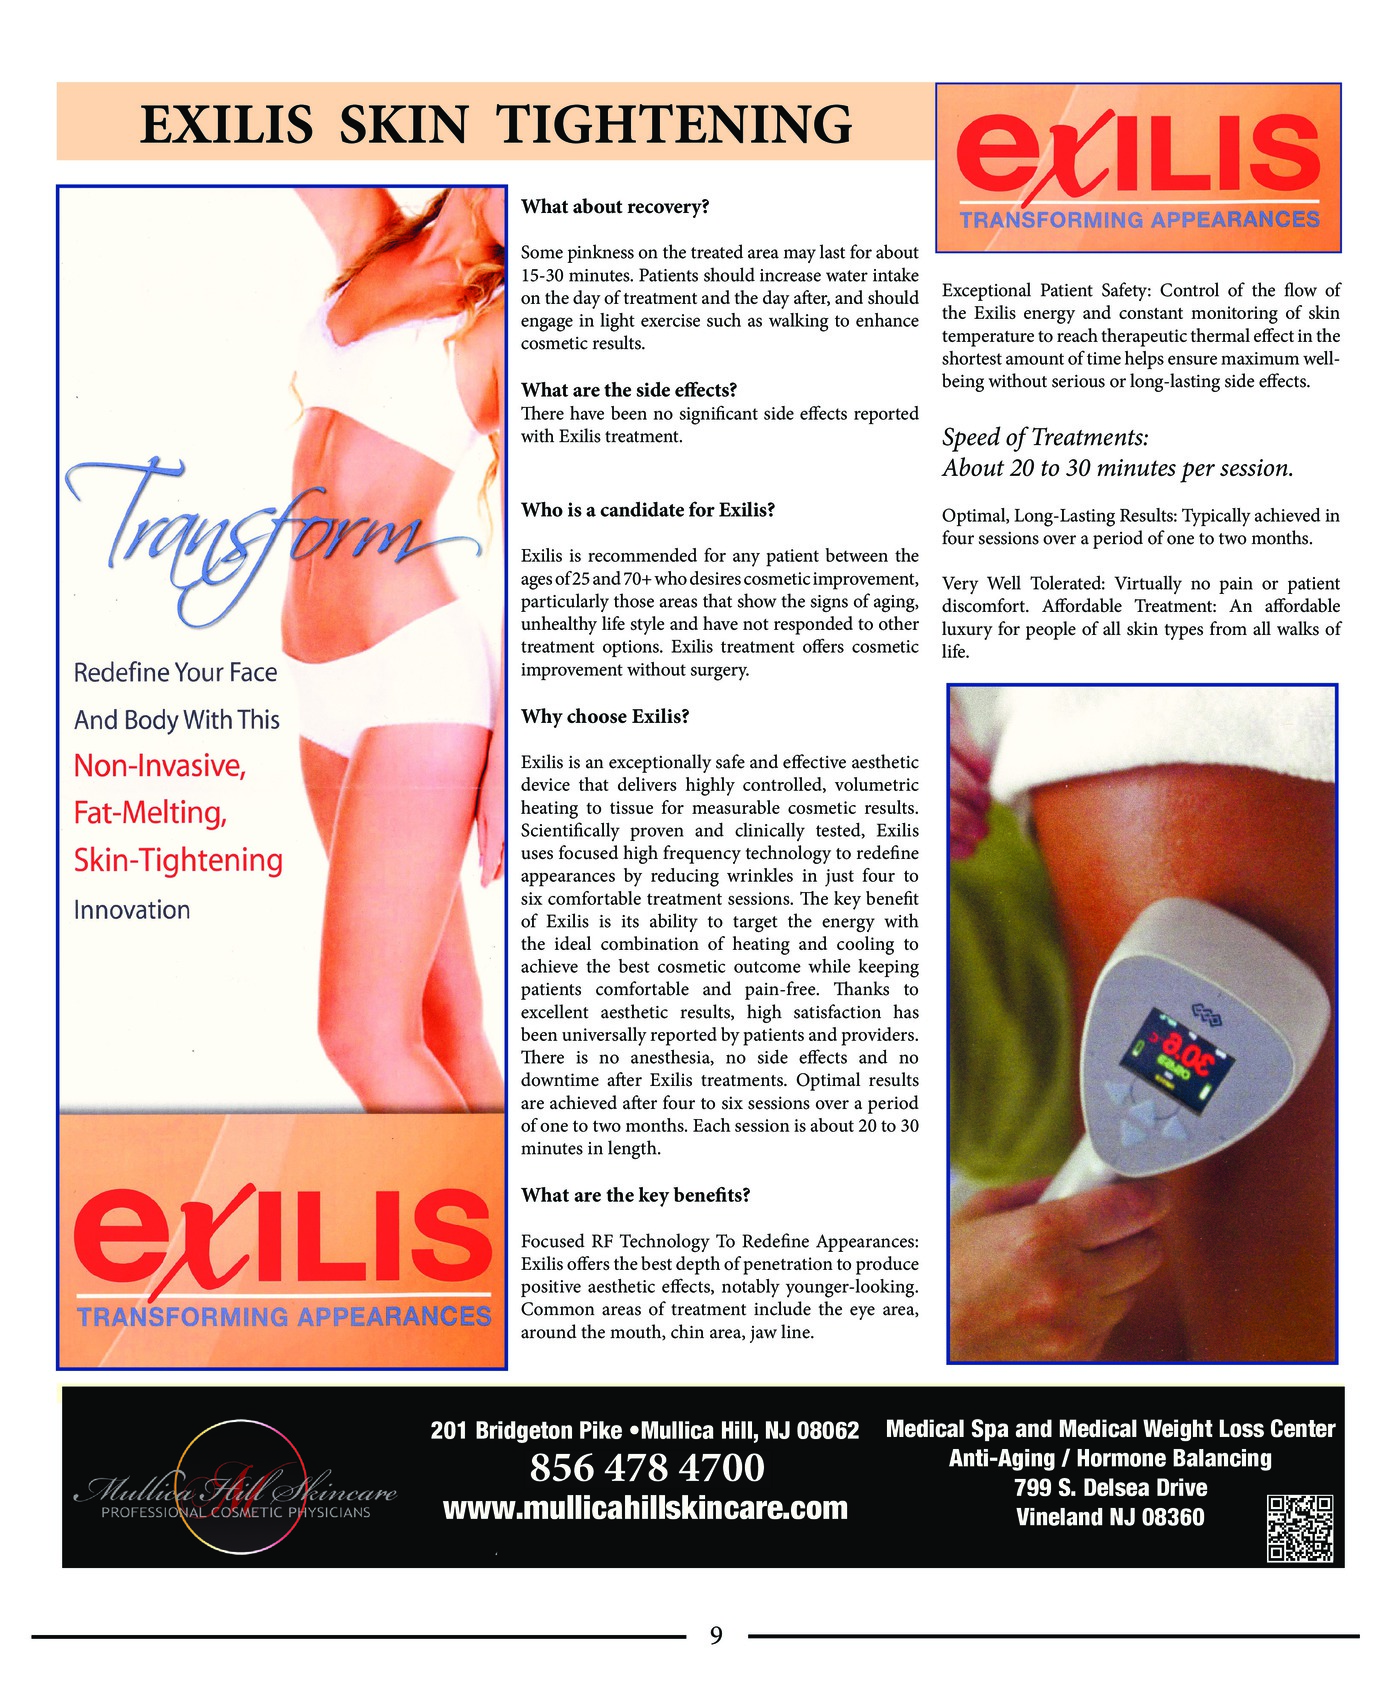 EXILIS SKIN TIGHTENING
exILIS
TRANSFORMING APPEARANCES
Transform
Redefine Your Face
And Body With This
Non-Invasive,
Fat-Melting,
Skin-Tightening
Innovation
exILIS
TRANSFORMING APPEARANCES
What about recovery?
Some pinkness on the treated area may last for about
15-30 minutes. Patients should increase water intake
on the day of treatment and the day after, and should
engage in light exercise such as walking to enhance
cosmetic results.
What are the side effects?
There have been no significant side effects reported
with Exilis treatment.
Who is a candidate for Exilis?
Exilis is recommended for any patient between the
ages of 25 and 70+ who desires cosmetic improvement,
particularly those areas that show the signs of aging,
unhealthy life style and have not responded to other
treatment options. Exilis treatment offers cosmetic
improvement without surgery.
Why choose Exilis?
Exilis is an exceptionally safe and effective aesthetic
device that delivers highly controlled, volumetric
heating to tissue for measurable cosmetic results.
Scientifically proven and clinically tested, Exilis
uses focused high frequency technology to redefine
appearances by reducing wrinkles in just four to
six comfortable treatment sessions. The key benefit
of Exilis is its ability to target the energy with
the ideal combination of heating and cooling to
achieve the best cosmetic outcome while keeping
patients comfortable and pain-free. Thanks to
excellent aesthetic results, high satisfaction has
been universally reported by patients and providers.
There is no anesthesia, no side effects and no
downtime after Exilis treatments. Optimal results
are achieved after four to six sessions over a period
of one to two months. Each session is about 20 to 30
minutes in length.
What are the key benefits?
Focused RF Technology To Redefine Appearances:
Exilis offers the best depth of penetration to produce
positive aesthetic effects, notably younger-looking.
Common areas of treatment include the eye area,
around the mouth, chin area, jaw line.
Exceptional Patient Safety: Control of the flow of
the Exilis energy and constant monitoring of skin
temperature to reach therapeutic thermal effect in the
shortest amount of time helps ensure maximum well-
being without serious or long-lasting side effects.
Speed of Treatments:
About 20 to 30 minutes per session.
Optimal, Long-Lasting Results: Typically achieved in
four sessions over a period of one to two months.
Very Well Tolerated: Virtually no pain or patient
discomfort. Affordable Treatment: An affordable
luxury for people of all skin types from all walks of
life.
Mullica Hill Skincare
PROFESSIONAL COSMETIC PHYSICIANS
201 Bridgeton Pike •Mullica Hill, NJ 08062
856 478 4700
www.mullicahillskincare.com
Medical Spa and Medical Weight Loss Center
Anti-Aging / Hormone Balancing
799 S. Delsea Drive
Vineland NJ 08360
9